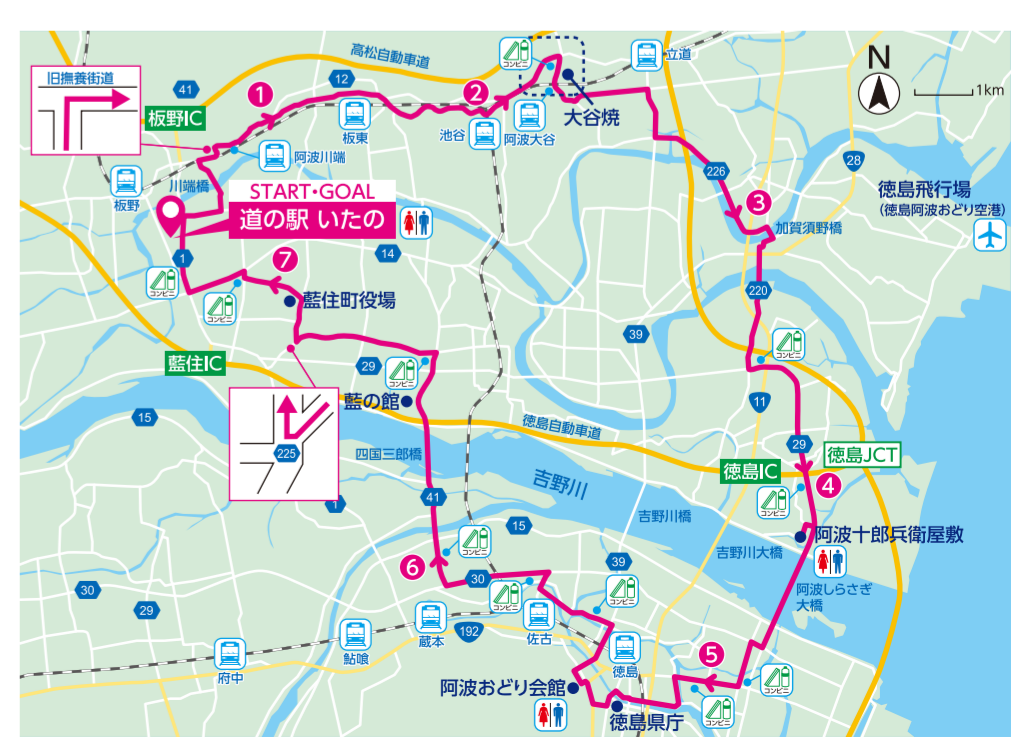 高松自動車道
コンビニ
立道
N
1km
旧撫養街道
41
板野IC
1
12
板東
2
池谷
阿波大谷
大谷焼
阿波川端
226
28
板野
川端橋
START・GOAL
道の駅 いたの
3
加賀須野橋
徳島飛行場
(徳島阿波おどり空港)
1
14
7
コンビニ
コンビニ
藍住町役場
220
39
コンビニ
藍住IC
29
コンビニ
藍の館
11
15
徳島自動車道
225
四国三郎橋
29
徳島JCT
徳島IC
4
吉野川
コンビニ
41
1
吉野川橋
15
阿波十郎兵衛屋敷
吉野川大橋
コンビニ
6
39
30
阿波しらさぎ
大橋
30
コンビニ
コンビニ
29
192
蔵本
佐古
鮎喰
府中
徳島
5
阿波おどり会館
コンビニ
コンビニ
徳島県庁